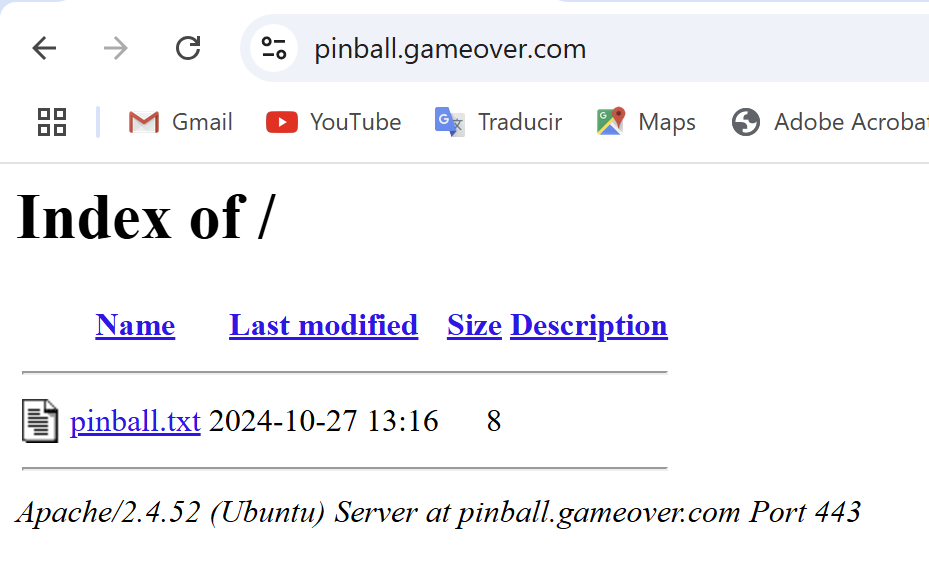 pinball.gameover.com
Gmail YouTube Traducir Maps Adobe Acrobat
Index of /
Name Last modified Size Description
pinball.txt 2024-10-27 13:16 8
Apache/2.4.52 (Ubuntu) Server at pinball.gameover.com Port 443